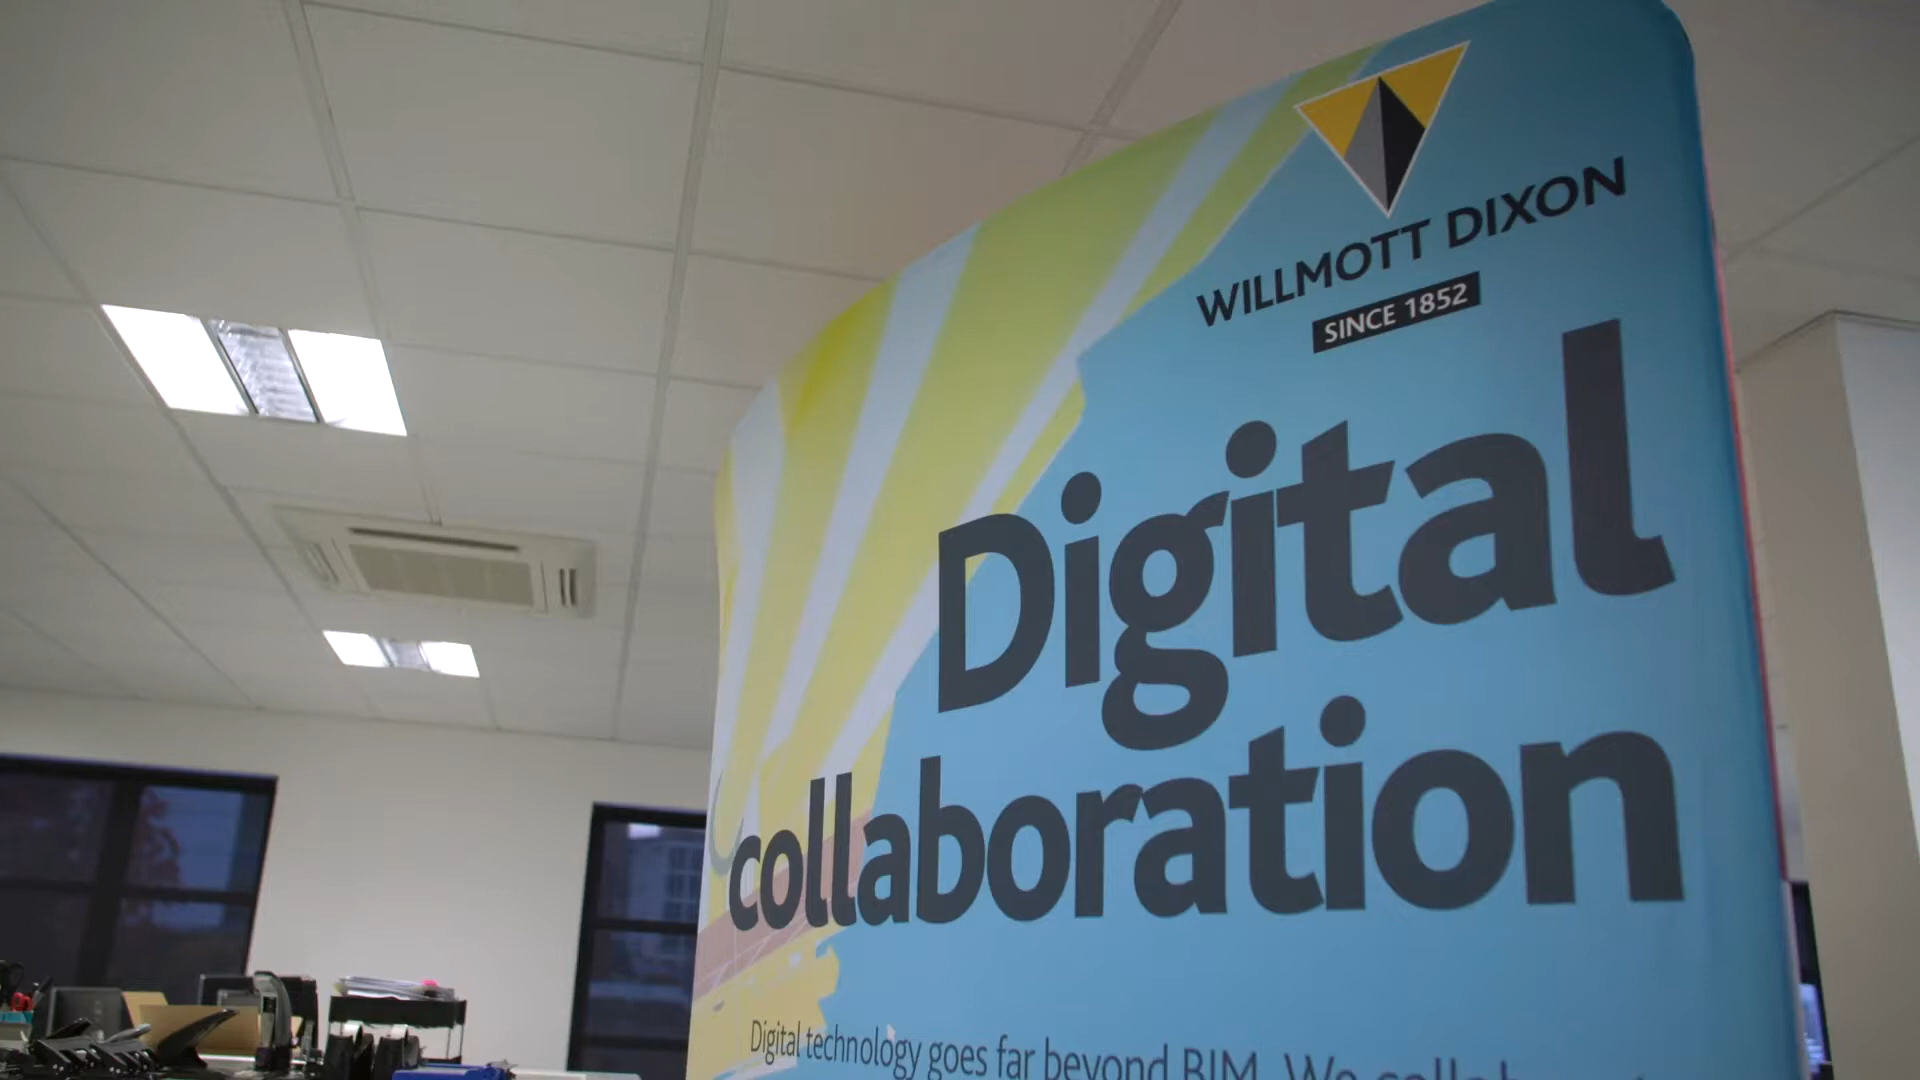 WILLMOTT DIXON
SINCE 1852
Digital
collaboration
Digital technology goes far beyond BIM. We